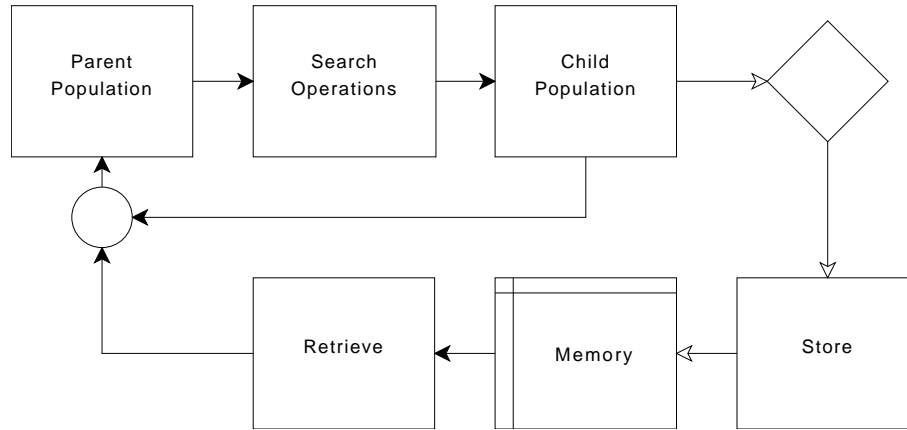 Parent
Population
Search
Operations
Child
Population
Retrieve
Memory
Store